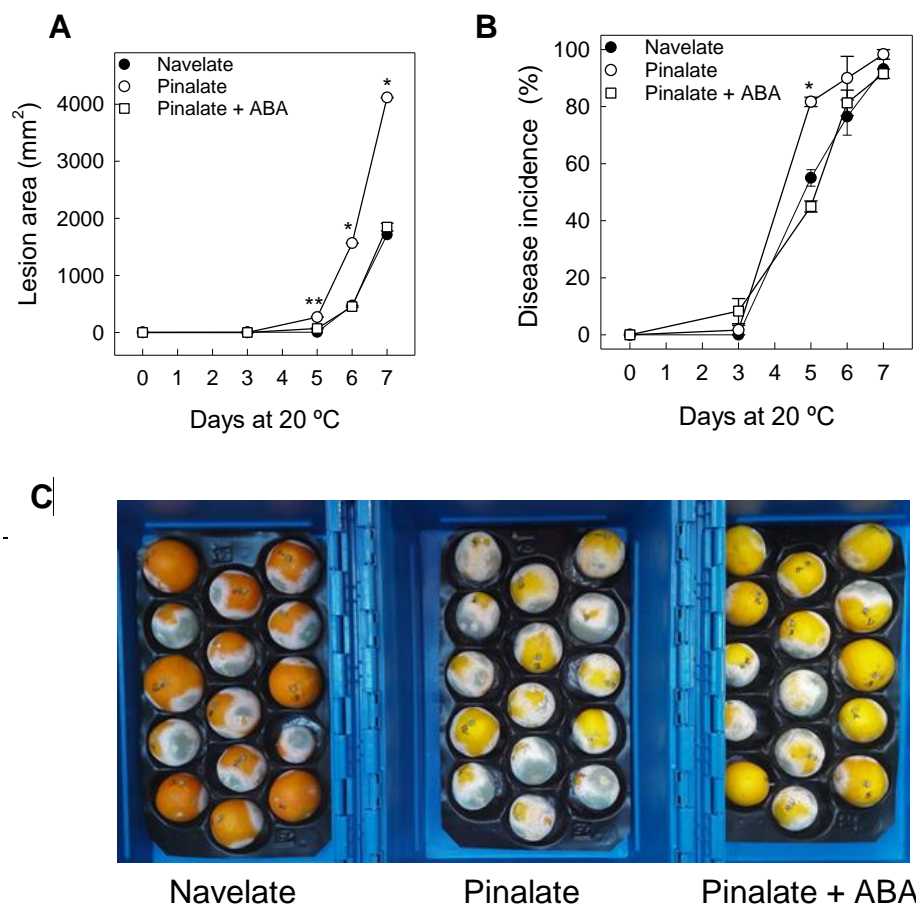 A
Navelate
Pinalate
Pinalate + ABA
Lesion area (mm²)
4000
3000
2000
1000
0
** * *
0 1 2 3 4 5 6 7
Days at 20 ºC
B
Navelate
Pinalate
Pinalate + ABA
Disease incidence (%)
100
80
60
40
20
0
*
0 1 2 3 4 5 6 7
Days at 20 ºC
C
-
Navelate Pinalate Pinalate + ABA